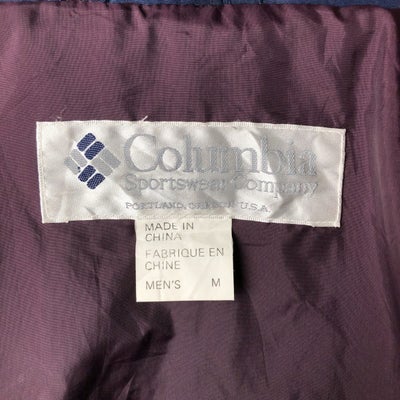 Columbia
Sportswear Company
PORTLAND, OREGON U.S.A.
MADE IN
CHINA
FABRIQUE EN
CHINE
MEN'S M